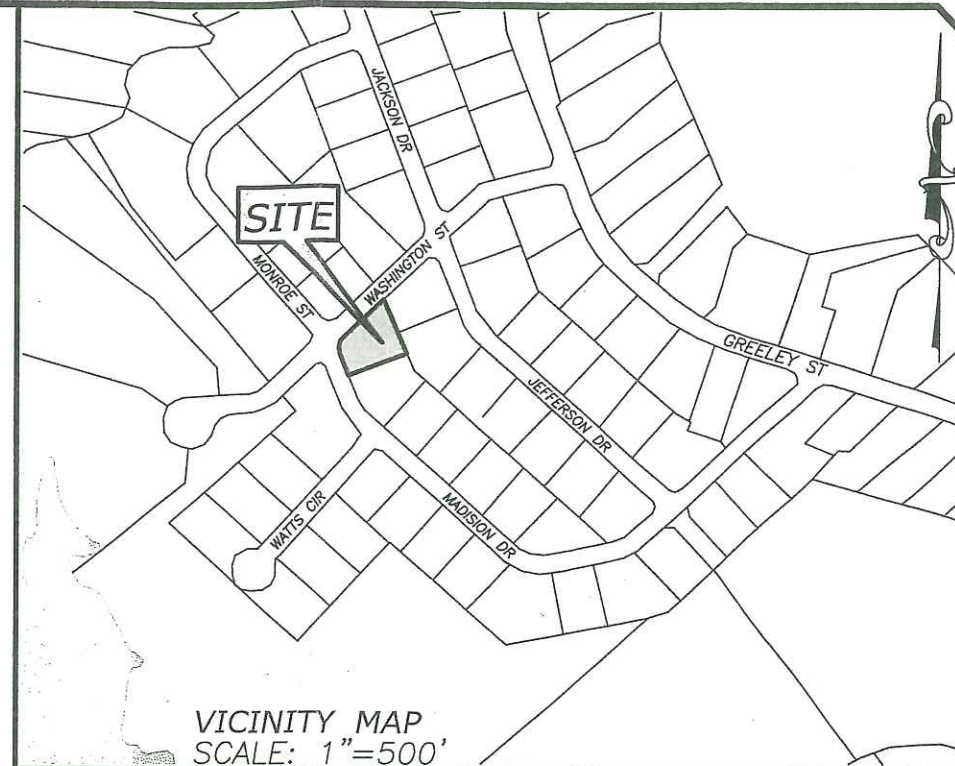 JACKSON DR
SITE
WASHINGTON ST
MONROE ST
GREELEY ST
JEFFERSON DR
MADISION DR
WATTS CIR
VICINITY MAP
SCALE: 1"=500'